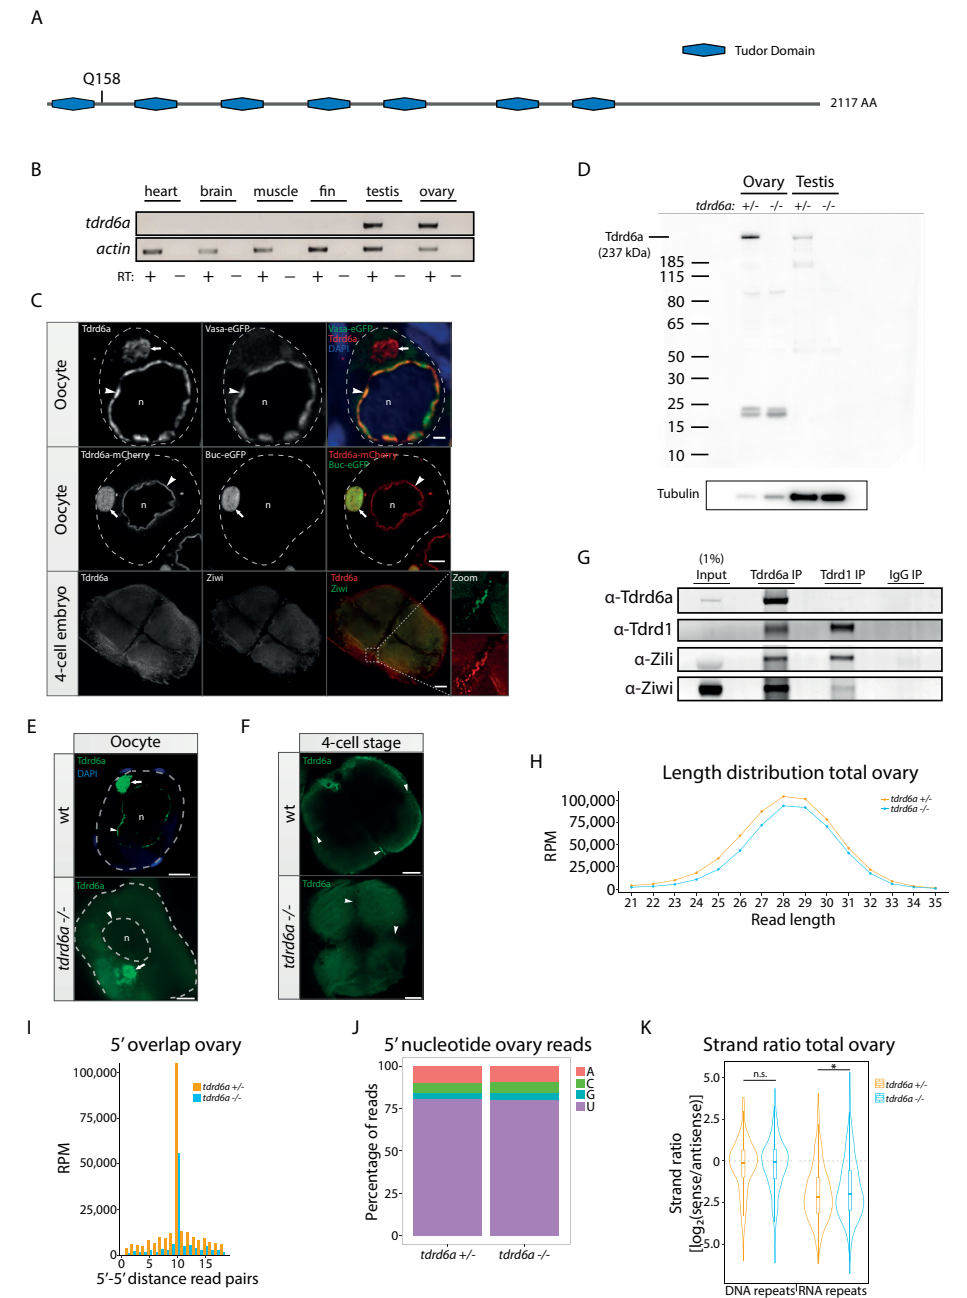 A
Tudor Domain
Q158
2117 AA
B
heart brain muscle fin testis ovary
tdrd6a
actin
RT: + – + – + – + – + – + –
C
Oocyte
Tdrd6a
Vasa-eGFP
Vasa-eGFP
Tdrd6a
DAPI
n n n
Oocyte
Tdrd6a-mCherry
Buc-eGFP
Tdrd6a-mCherry
Buc-eGFP
n n n
4-cell embryo
Tdrd6a
Ziwi
Tdrd6a
Ziwi
Zoom
D
Ovary Testis
tdrd6a: +/- -/- +/- -/-
Tdrd6a
(237 kDa)
185
115
80
65
50
30
25
15
10
Tubulin
G
(1%)
Input Tdrd6a IP Tdrd1 IP IgG IP
α-Tdrd6a
α-Tdrd1
α-Zili
α-Ziwi
E
Oocyte
wt
Tdrd6a
DAPI
n
tdrd6a -/-
Tdrd6a
n
F
4-cell stage
wt
Tdrd6a
tdrd6a -/-
Tdrd6a
H
Length distribution total ovary
tdrd6a +/-
tdrd6a -/-
RPM
100,000
75,000
50,000
25,000
0
21 22 23 24 25 26 27 28 29 30 31 32 33 34 35
Read length
I
5’ overlap ovary
tdrd6a +/-
tdrd6a -/-
RPM
100,000
75,000
50,000
25,000
0
0 5 10 15
5’-5’ distance read pairs
J
5’ nucleotide ovary reads
A
C
G
U
Percentage of reads
100
75
50
25
0
tdrd6a +/- tdrd6a -/-
K
Strand ratio total ovary
n.s. *
tdrd6a +/-
tdrd6a -/-
Strand ratio
[log₂(sense/antisense)]
5.0
2.5
0
-2.5
-5.0
DNA repeats RNA repeats